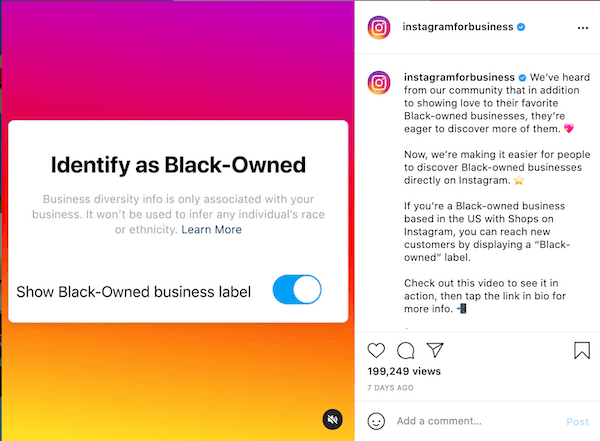 Identify as Black-Owned
Business diversity info is only associated with your
business. It won't be used to infer any individual's race
or ethnicity. Learn More
Show Black-Owned business label
instagramforbusiness
instagramforbusiness We've heard
from our community that in addition
to showing love to their favorite
Black-owned businesses, they're
eager to discover more of them. 💖
Now, we're making it easier for people
to discover Black-owned businesses
directly on Instagram. ⭐
If you're a Black-owned business
based in the US with Shops on
Instagram, you can reach new
customers by displaying a "Black-
owned" label.
Check out this video to see it in
action, then tap the link in bio for
more info. 📲
199,249 views
7 DAYS AGO
Add a comment...
Post